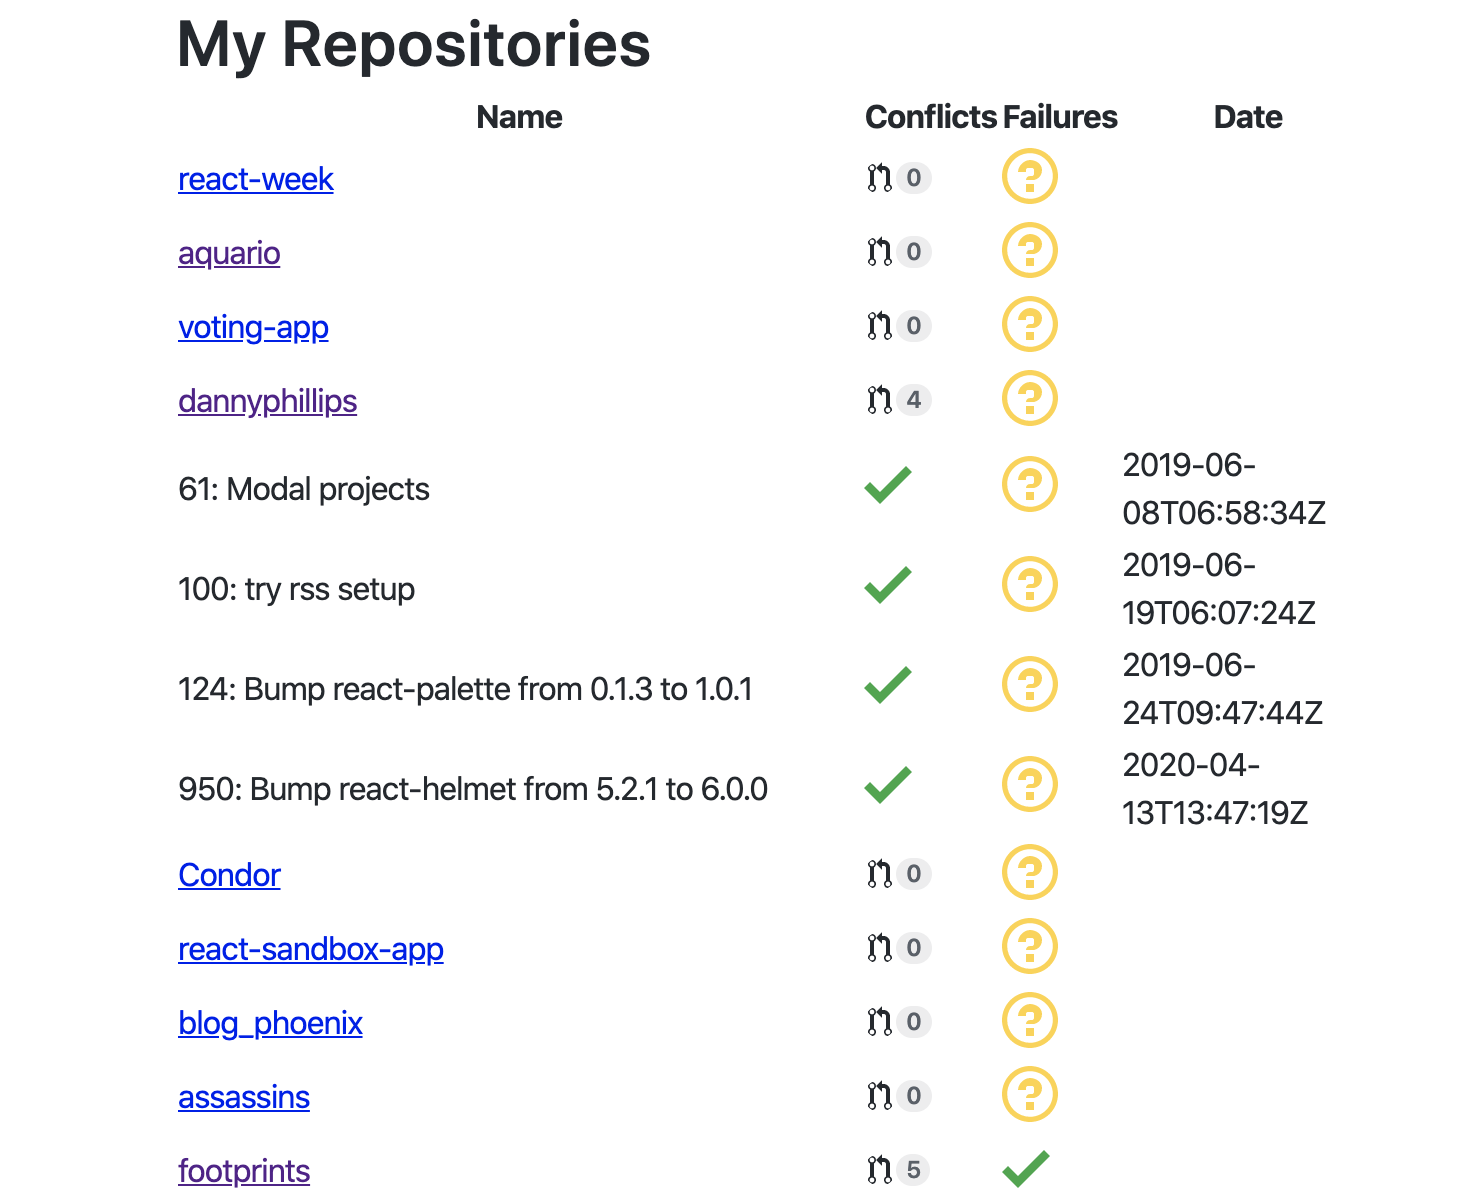 My Repositories
Name Conflicts Failures Date
react-week 0
aquario 0
voting-app 0
dannyphillips 4
61: Modal projects 2019-06-
08T06:58:34Z
100: try rss setup 2019-06-
19T06:07:24Z
124: Bump react-palette from 0.1.3 to 1.0.1 2019-06-
24T09:47:44Z
950: Bump react-helmet from 5.2.1 to 6.0.0 2020-04-
13T13:47:19Z
Condor 0
react-sandbox-app 0
blog_phoenix 0
assassins 0
footprints 5